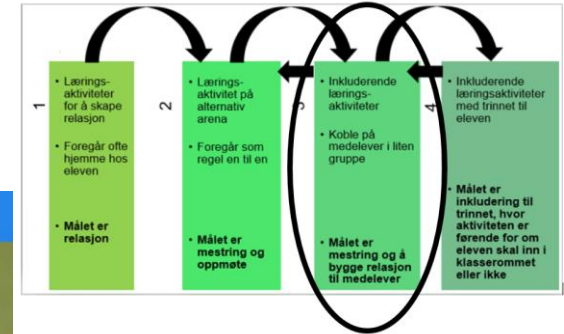 1
• Lærings-
aktiviteter
for å skape
relasjon
• Foregår ofte
hjemme hos
eleven
• Målet er
relasjon
2
• Lærings-
aktivitet på
alternativ
arena
• Foregår som
regel en til en
• Målet er
mestring og
oppmøte
3
• Inkluderende
lærings-
aktiviteter
• Koble på
medelever i liten
gruppe
• Målet er
mestring og å
bygge relasjon
til medelever
4
• Inkluderende
læringsaktiviteter
med trinnet til
eleven
• Målet er
inkludering til
trinnet, hvor
aktiviteten er
førende for om
eleven skal inn i
klasserommet
eller ikke